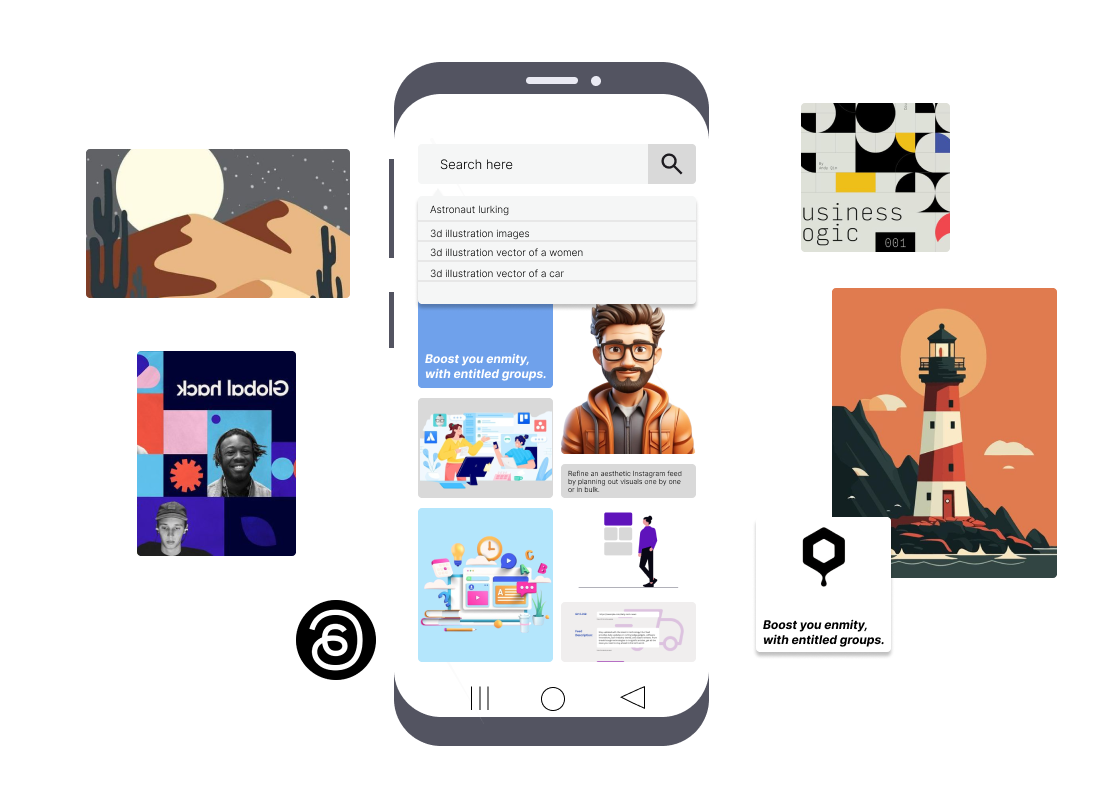 Search here
Astronaut lurking
3d illustration images
3d illustration vector of a women
3d illustration vector of a car
Boost you enmity,
with entitled groups.
Refine an aesthetic Instagram feed
by planning out visuals one by one
or in bulk.
Global hack
usiness
ogic
001
Boost you enmity,
with entitled groups.